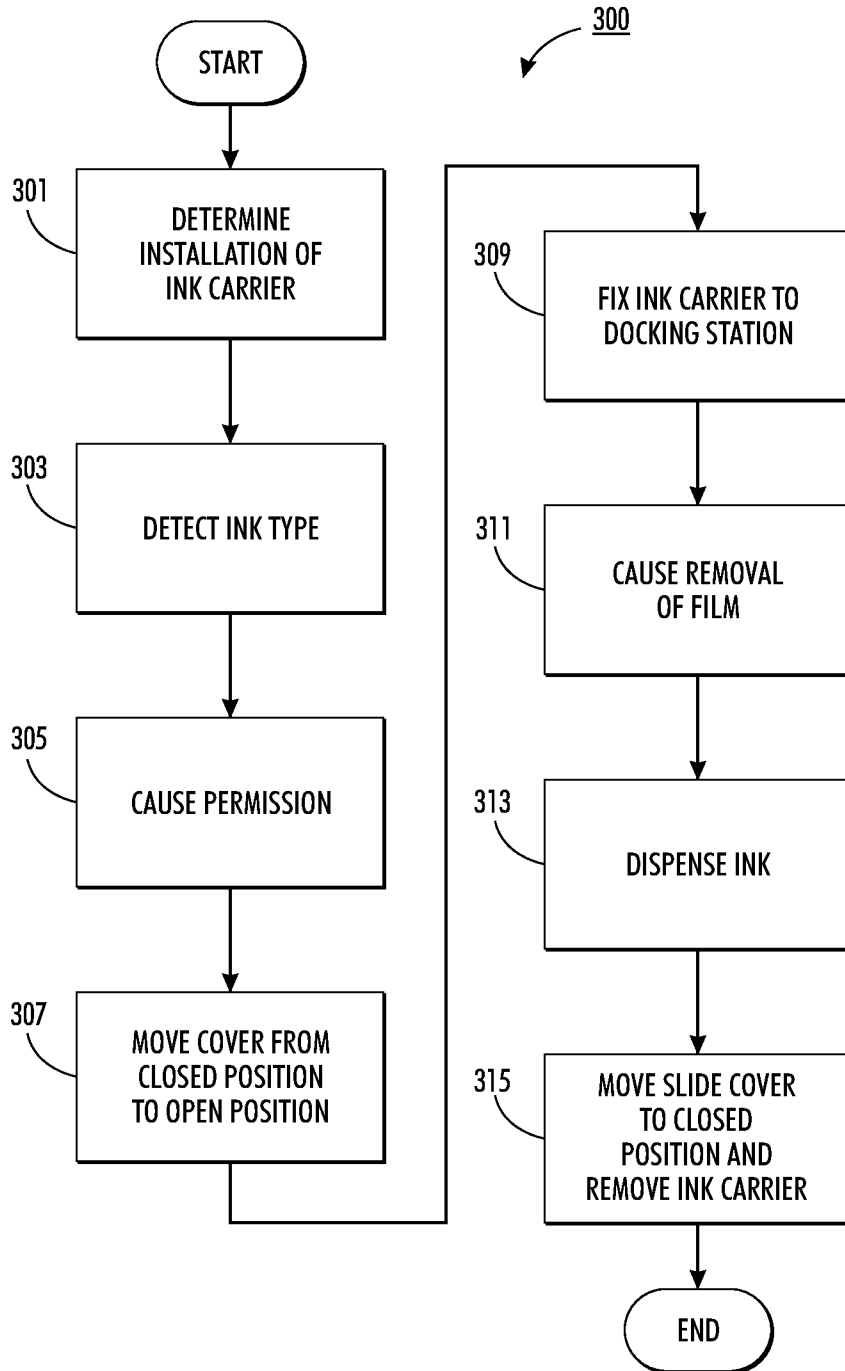 300
START
301
DETERMINE
INSTALLATION OF
INK CARRIER
303
DETECT INK TYPE
305
CAUSE PERMISSION
307
MOVE COVER FROM
CLOSED POSITION
TO OPEN POSITION
309
FIX INK CARRIER TO
DOCKING STATION
311
CAUSE REMOVAL
OF FILM
313
DISPENSE INK
315
MOVE SLIDE COVER
TO CLOSED
POSITION AND
REMOVE INK CARRIER
END